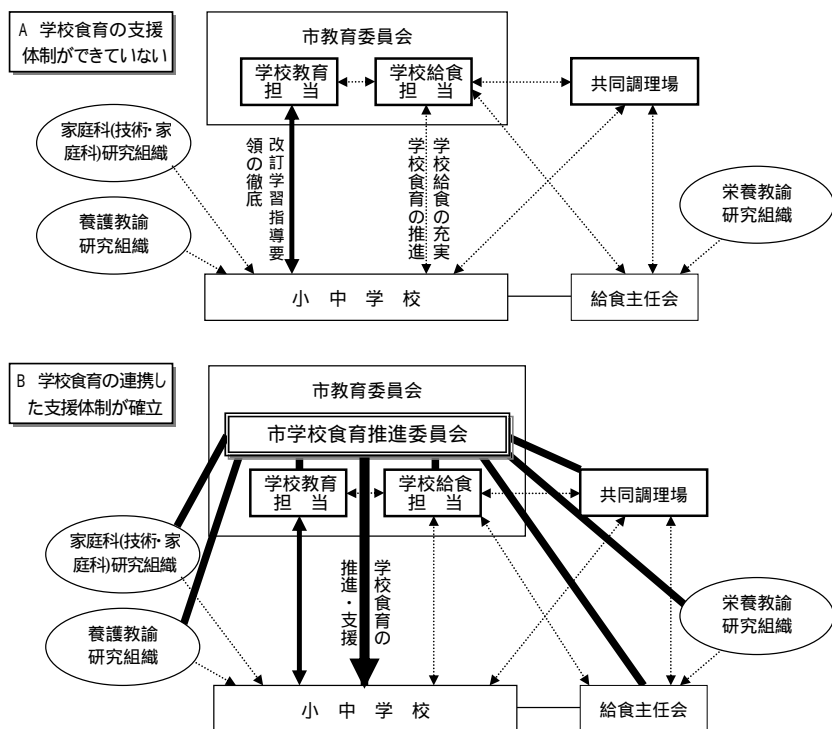 A 学校食育の支援
体制ができていない
市教育委員会
学校教育
担 当
学校給食
担 当
共同調理場
家庭科(技術・家
庭科)研究組織
養護教諭
研究組織
改訂学習指導要
領の徹底
学校給食の充実
学校食育の推進
栄養教諭
研究組織
小 中 学 校
給食主任会
B 学校食育の連携し
た支援体制が確立
市教育委員会
市学校食育推進委員会
学校教育
担 当
学校給食
担 当
共同調理場
家庭科(技術・家
庭科)研究組織
養護教諭
研究組織
学校食育の
推進・支援
栄養教諭
研究組織
小 中 学 校
給食主任会